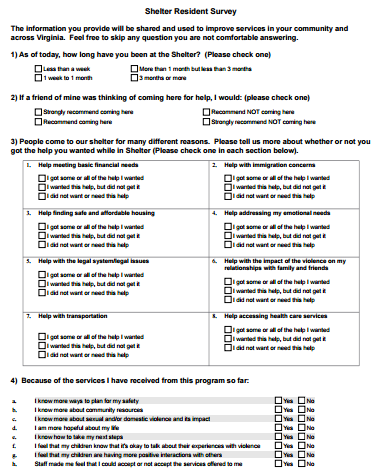 Shelter Resident Survey
The information you provide will be shared and used to improve services in your community and
across Virginia. Feel free to skip any question you are not comfortable answering.
1) As of today, how long have you been at the Shelter? (Please check one)
Less than a week
More than 1 month but less than 3 months
1 week to 1 month
3 months or more
2) If a friend of mine was thinking of coming here for help, I would: (please check one)
Strongly recommend coming here
Recommend NOT coming here
Recommend coming here
Strongly recommend NOT coming here
3) People come to our shelter for many different reasons. Please tell us more about whether or not you
got the help you wanted while in Shelter (Please check one in each section below).
1. Help meeting basic financial needs
I got some or all of the help I wanted
I wanted this help, but did not get it
I did not want or need this help
2. Help with immigration concerns
I got some or all of the help I wanted
I wanted this help, but did not get it
I did not want or need this help
3. Help finding safe and affordable housing
I got some or all of the help I wanted
I wanted this help, but did not get it
I did not want or need this help
4. Help addressing my emotional needs
I got some or all of the help I wanted
I wanted this help, but did not get it
I did not want or need this help
5. Help with the legal system/legal issues
I got some or all of the help I wanted
I wanted this help, but did not get it
I did not want or need this help
6. Help with the impact of the violence on my
relationships with family and friends
I got some or all of the help I wanted
I wanted this help, but did not get it
I did not want or need this help
7. Help with transportation
I got some or all of the help I wanted
I wanted this help, but did not get it
I did not want or need this help
8. Help accessing health care services
I got some or all of the help I wanted
I wanted this help, but did not get it
I did not want or need this help
4) Because of the services I have received from this program so far:
a. I know more ways to plan for my safety Yes No
b. I know more about community resources Yes No
c. I know more about sexual and/or domestic violence and its impact Yes No
d. I am more hopeful about my life Yes No
e. I know how to take my next steps Yes No
f. I feel that my children know that it's okay to talk about their experiences with violence Yes No
g. I feel that my children are having more positive interactions with others Yes No
h. Staff made me feel that I could accept or not accept the services offered to me Yes No